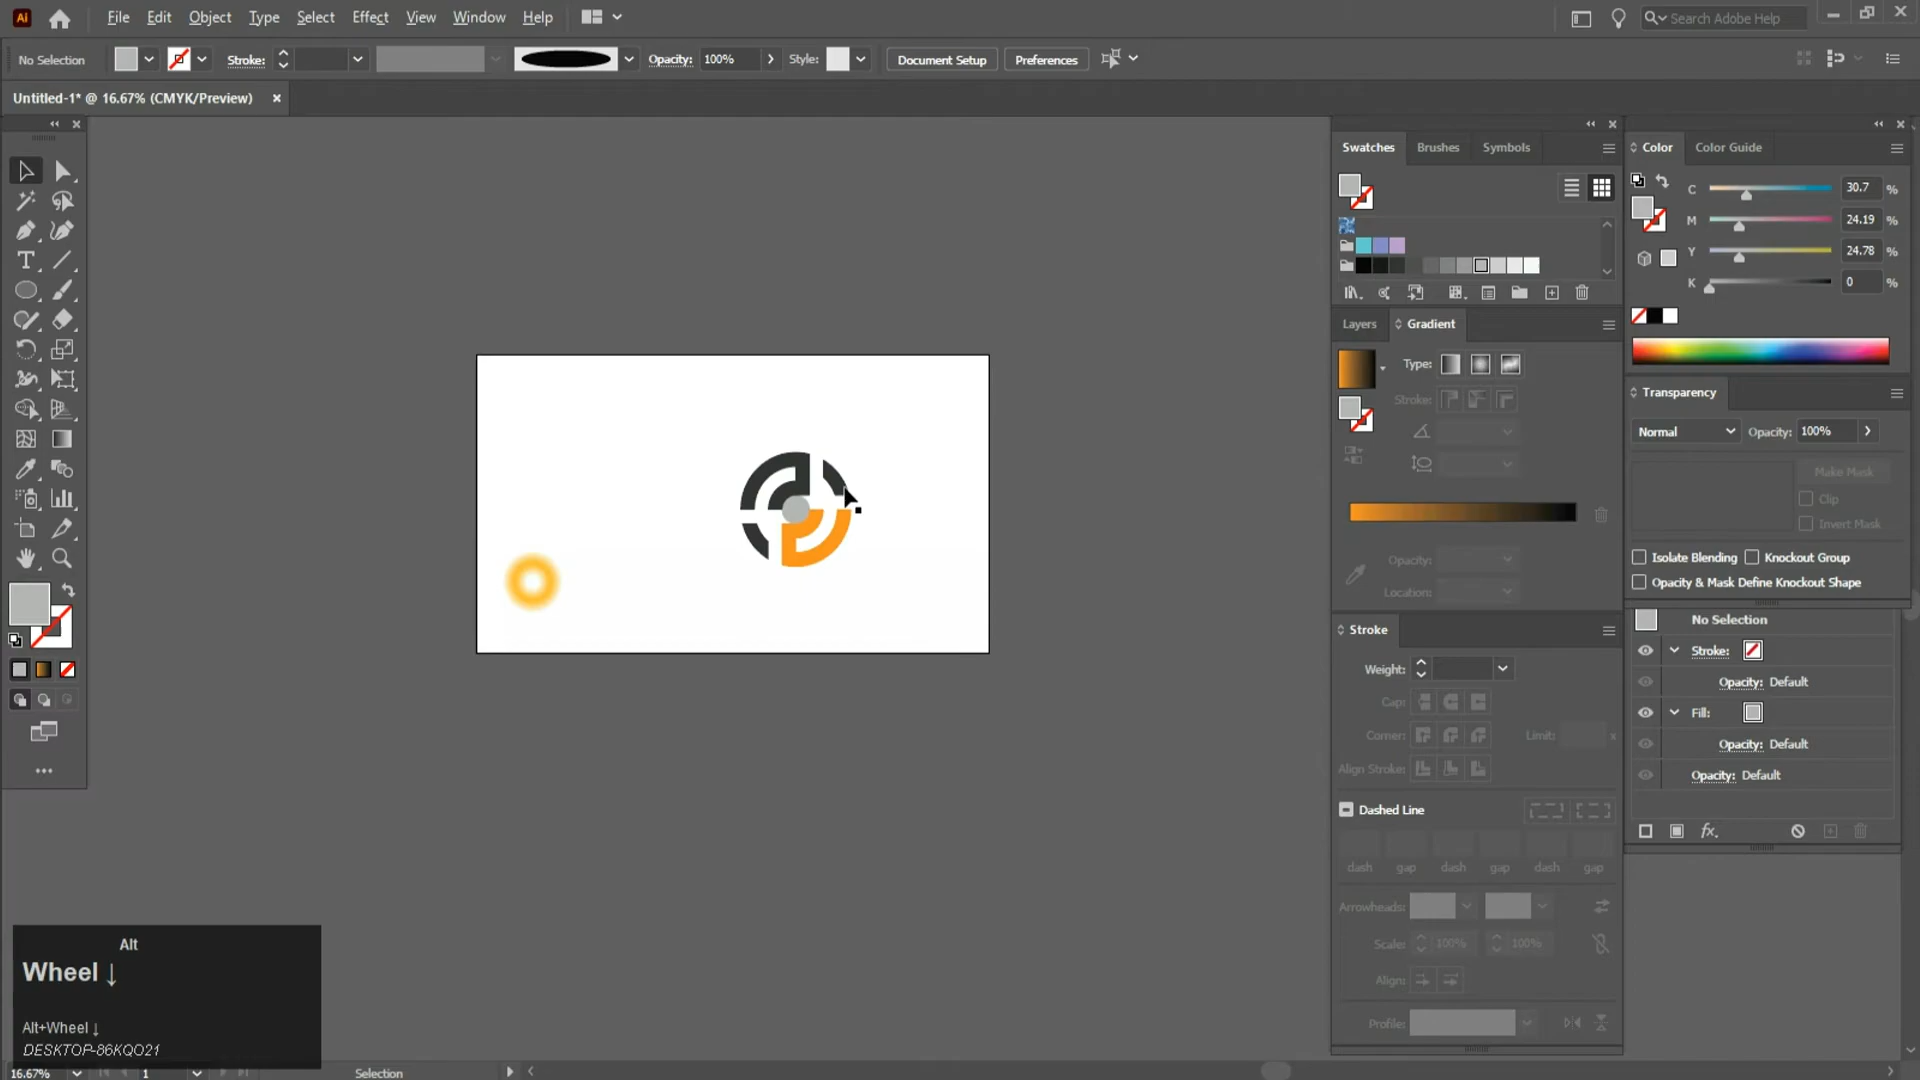 Ai File Edit Object Type Select Effect View Window Help Search Adobe Help
No Selection Stroke: Opacity: 100% Style: Document Setup Preferences
Untitled-1* @ 16.67% (CMYK/Preview)
Swatches Brushes Symbols
Color Color Guide
C 30.7 %
M 24.19 %
Y 24.78 %
K 0 %
Layers Gradient
Type:
Stroke:
Opacity:
Location:
Transparency
Normal Opacity: 100%
Make Mask
Clip
Invert Mask
Isolate Blending Knockout Group
Opacity & Mask Define Knockout Shape
No Selection
Stroke:
Opacity: Default
Fill:
Opacity: Default
Opacity: Default
fx.
Stroke
Weight:
Cap:
Corner: Limit: x
Align Stroke:
Dashed Line
dash gap dash gap dash gap
Arrowheads:
Scale: 100% 100%
Align:
Profile:
Alt
Wheel ↓
Alt+Wheel ↓
DESKTOP-86KQO21
16.67% 1 Selection